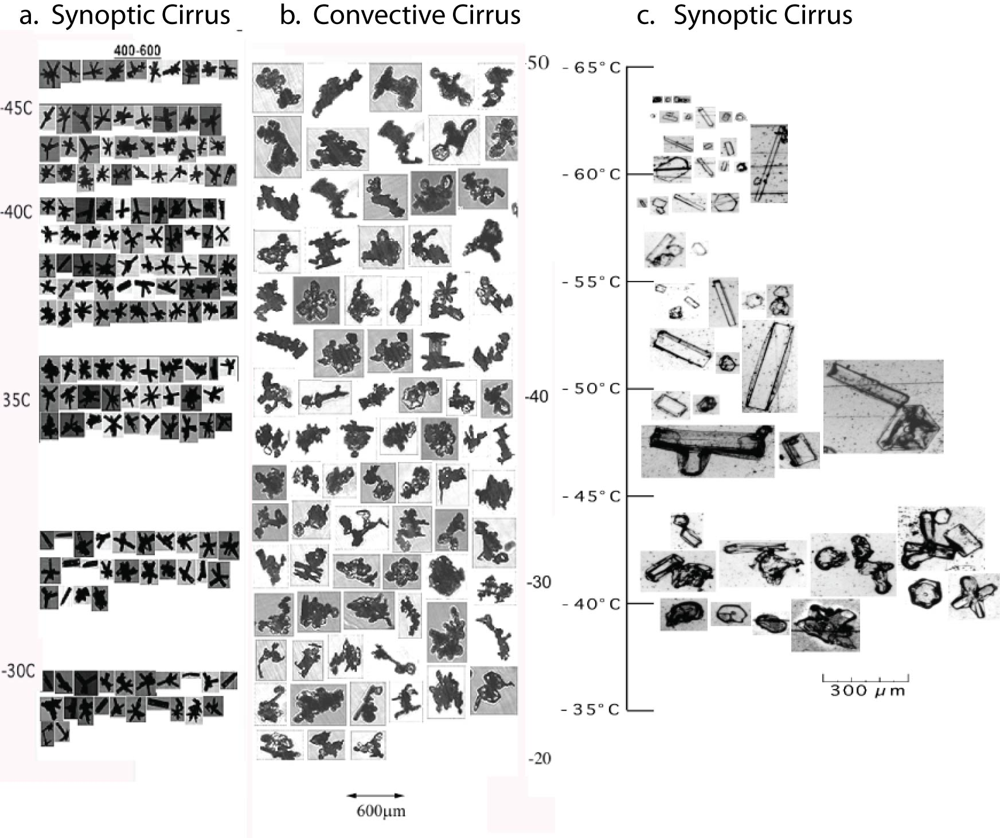 a. Synoptic Cirrus
400-600
-45C
-40C
35C
-30C
b. Convective Cirrus
50
-40
-30
-20
600µm
c. Synoptic Cirrus
- 65°C
- 60°C
- 55°C
- 50°C
- 45°C
- 40°C
- 35°C
300 µm